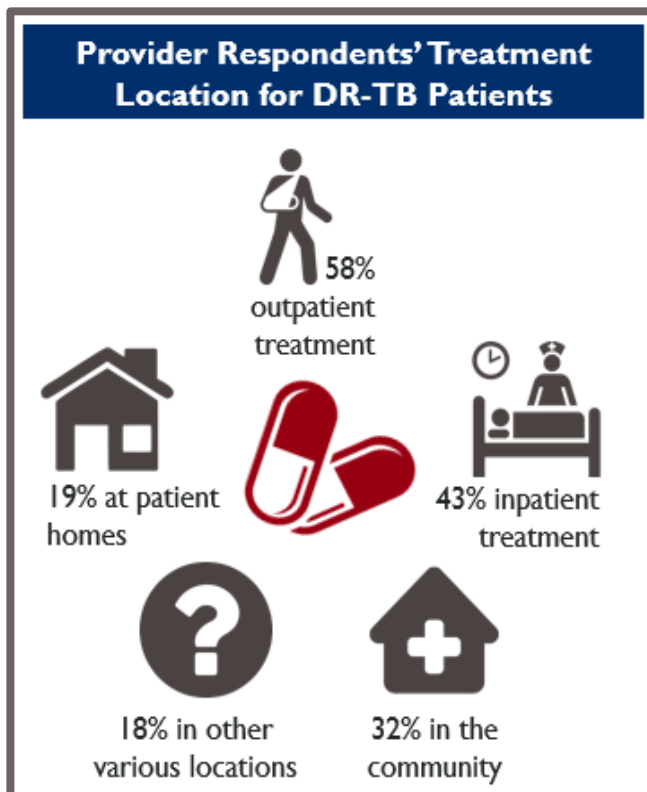 Provider Respondents' Treatment
Location for DR-TB Patients
58%
outpatient
treatment
19% at patient
homes
43% inpatient
treatment
18% in other
various locations
32% in the
community